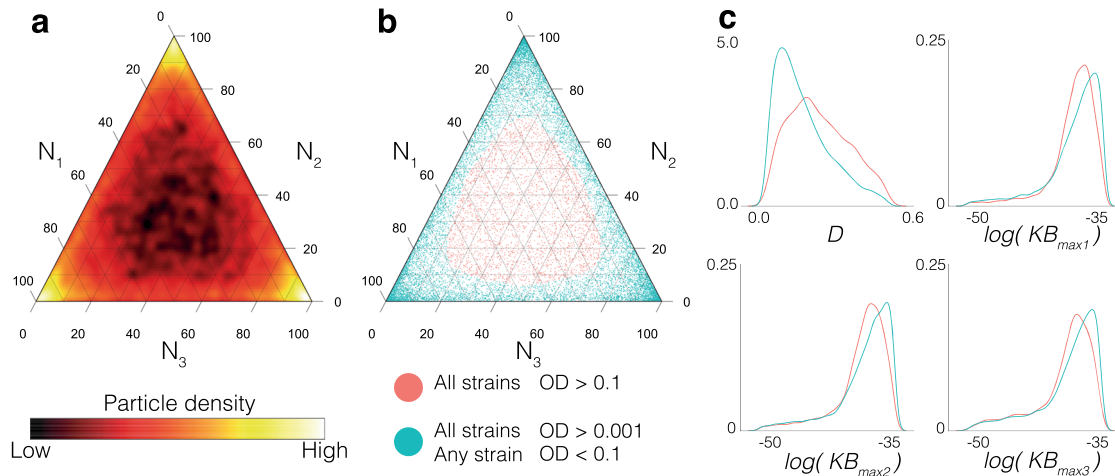 a
0
100
20
80
40
60
N1
N2
60
40
80
20
100
0
0
20
40
60
80
100
N3
Particle density
Low
High
b
0
100
20
80
40
60
N1
N2
60
40
80
20
100
0
0
20
40
60
80
100
N3
All strains OD > 0.1
All strains OD > 0.001
Any strain OD < 0.1
c
5.0
0.0
0.0
0.6
D
0.25
0
-50
-35
log( KBmax1 )
0.25
0
-50
-35
log( KBmax2 )
0.25
0
-50
-35
log( KBmax3 )